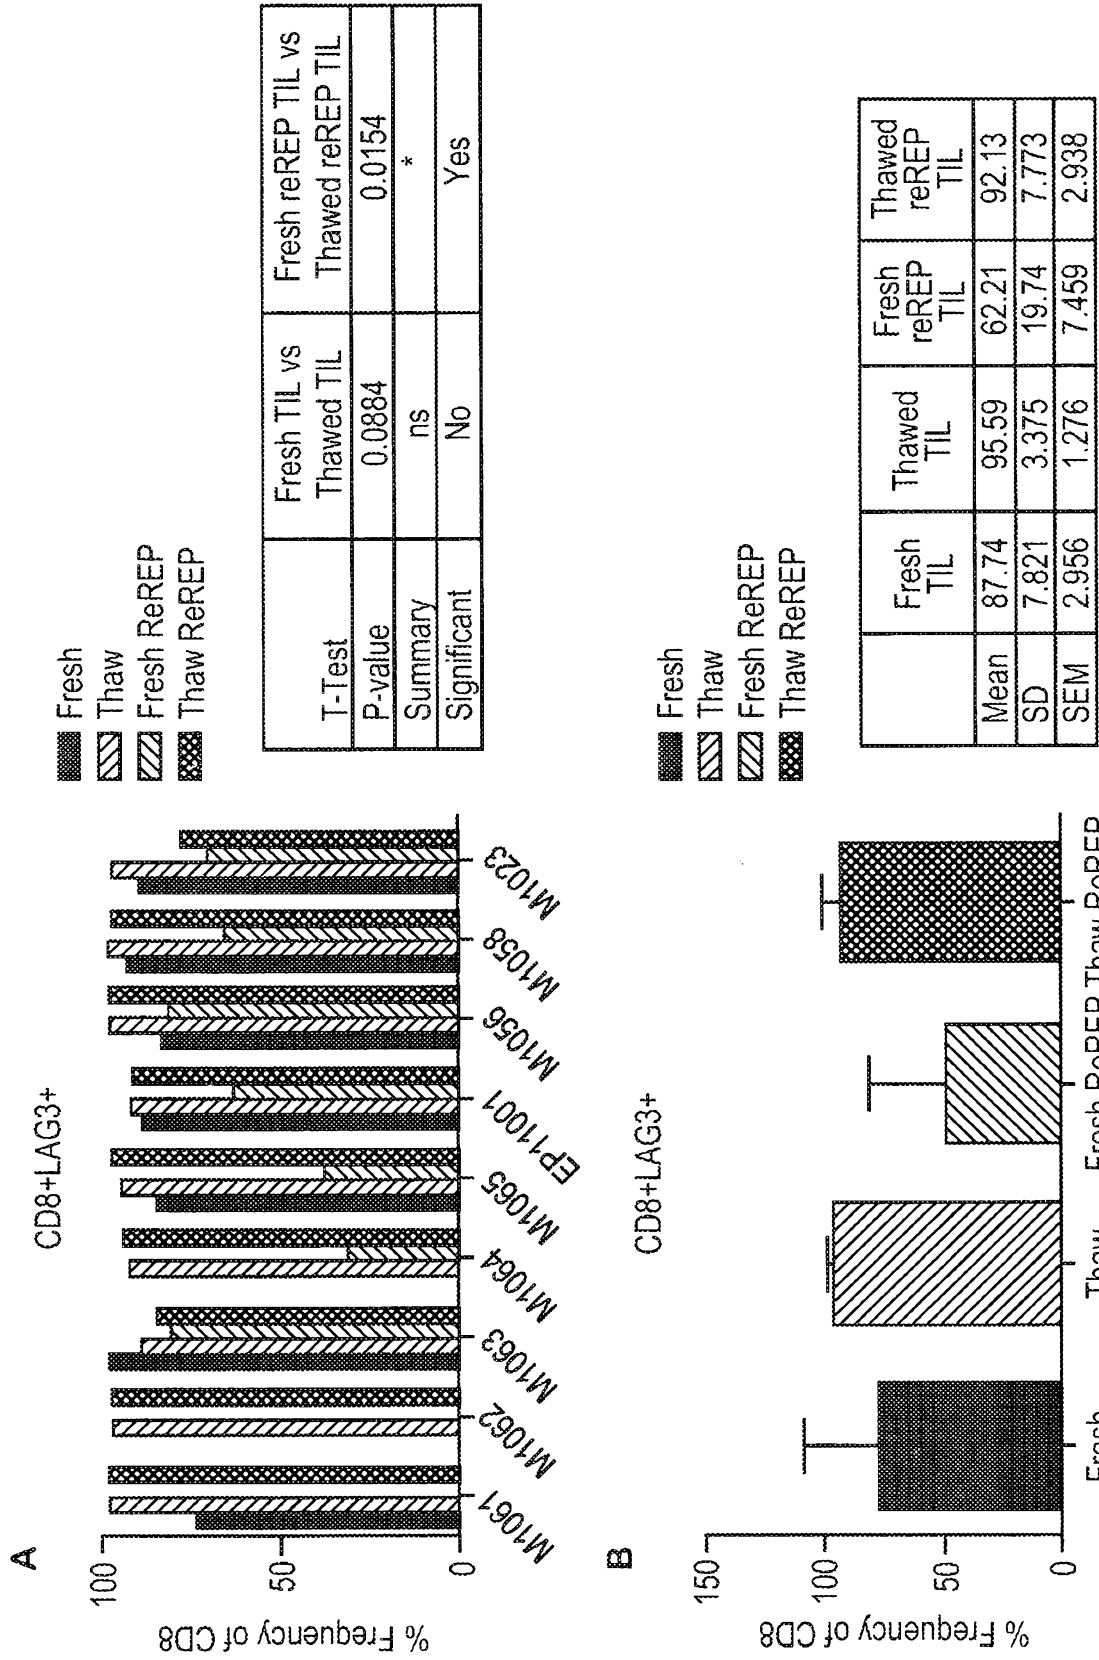 A
CD8+LAG3+
% Frequency of CD8
100
50
0
M1061
M1062
M1063
M1064
M1065
EP11001
M1056
M1058
M1023
Fresh
Thaw
Fresh ReREP
Thaw ReREP
T-Test
Fresh TIL vs
Thawed TIL
Fresh reREP TIL vs
Thawed reREP TIL
P-value 0.0884 0.0154
Summary ns *
Significant No Yes
B
CD8+LAG3+
% Frequency of CD8
150
100
50
0
Fresh Thaw Fresh ReREP Thaw ReREP
Fresh
Thaw
Fresh ReREP
Thaw ReREP
Fresh
TIL
Thawed
TIL
Fresh
reREP
TIL
Thawed
reREP
TIL
Mean 87.74 95.59 62.21 92.13
SD 7.821 3.375 19.74 7.773
SEM 2.956 1.276 7.459 2.938